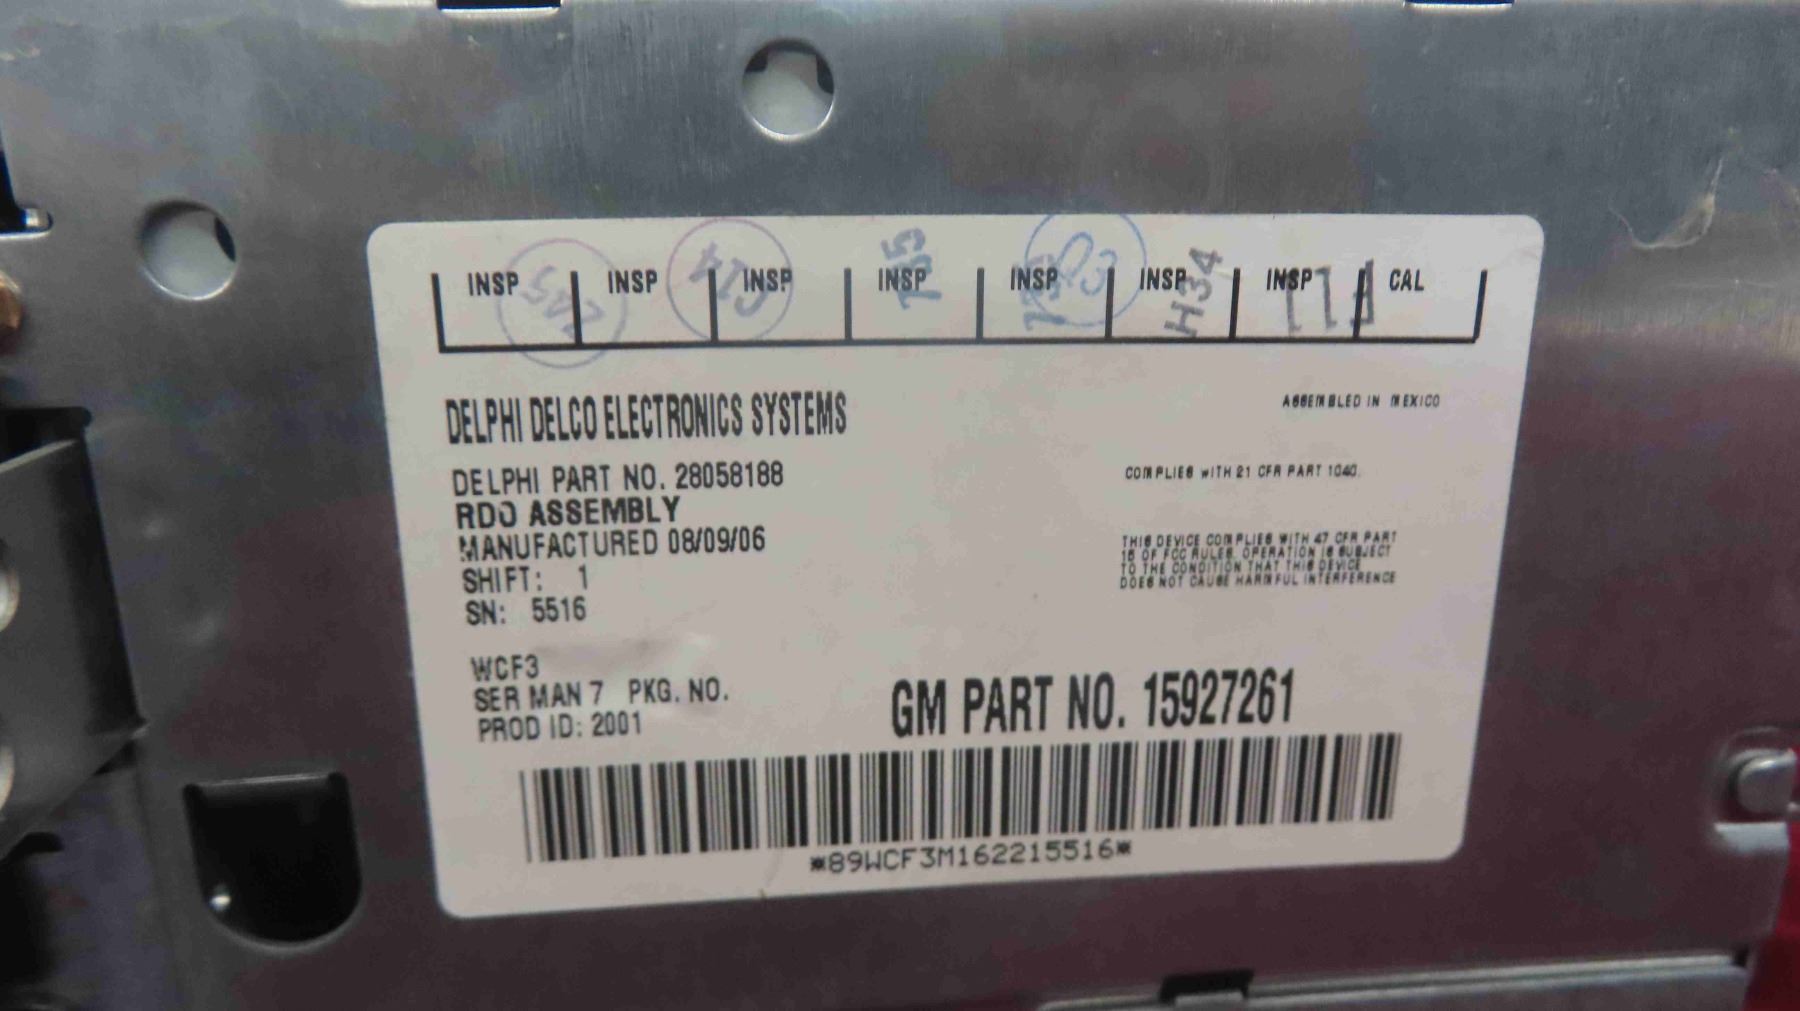 INSP INSP INSP INSP INSP INSP INSP CAL
H34
DELPHI DELCO ELECTRONICS SYSTEMS
ASSEMBLED IN MEXICO
DELPHI PART NO. 28058188
COMPLIES WITH 21 CFR PART 1040.
RDO ASSEMBLY
MANUFACTURED 08/09/06
THIS DEVICE COMPLIES WITH 47 CFR PART
15 OF FCC RULES. OPERATION IS SUBJECT
TO THE CONDITION THAT THIS DEVICE
DOES NOT CAUSE HARMFUL INTERFERENCE
SHIFT: 1
SN: 5516
WCF3
SER MAN 7 PKG. NO.
PROD ID: 2001
GM PART NO. 15927261
*89WCF3M162215516*